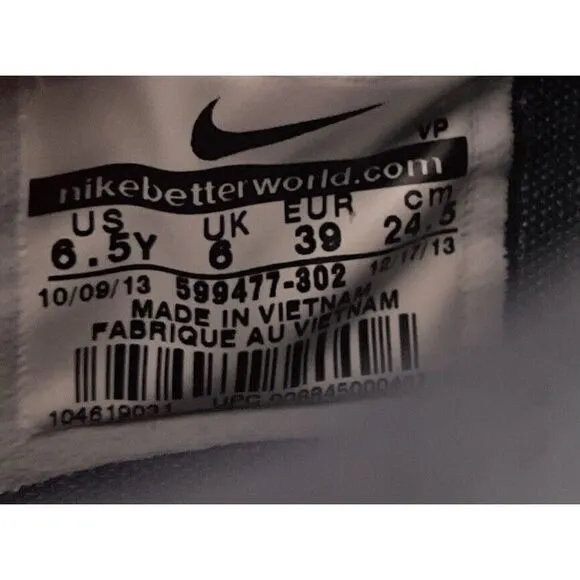 VP
nikebetterworld.com
US UK EUR cm
6.5Y 6 39 24.5
10/09/13 599477-302 12/17/13
MADE IN VIETNAM
FABRIQUE AU VIETNAM
UPC